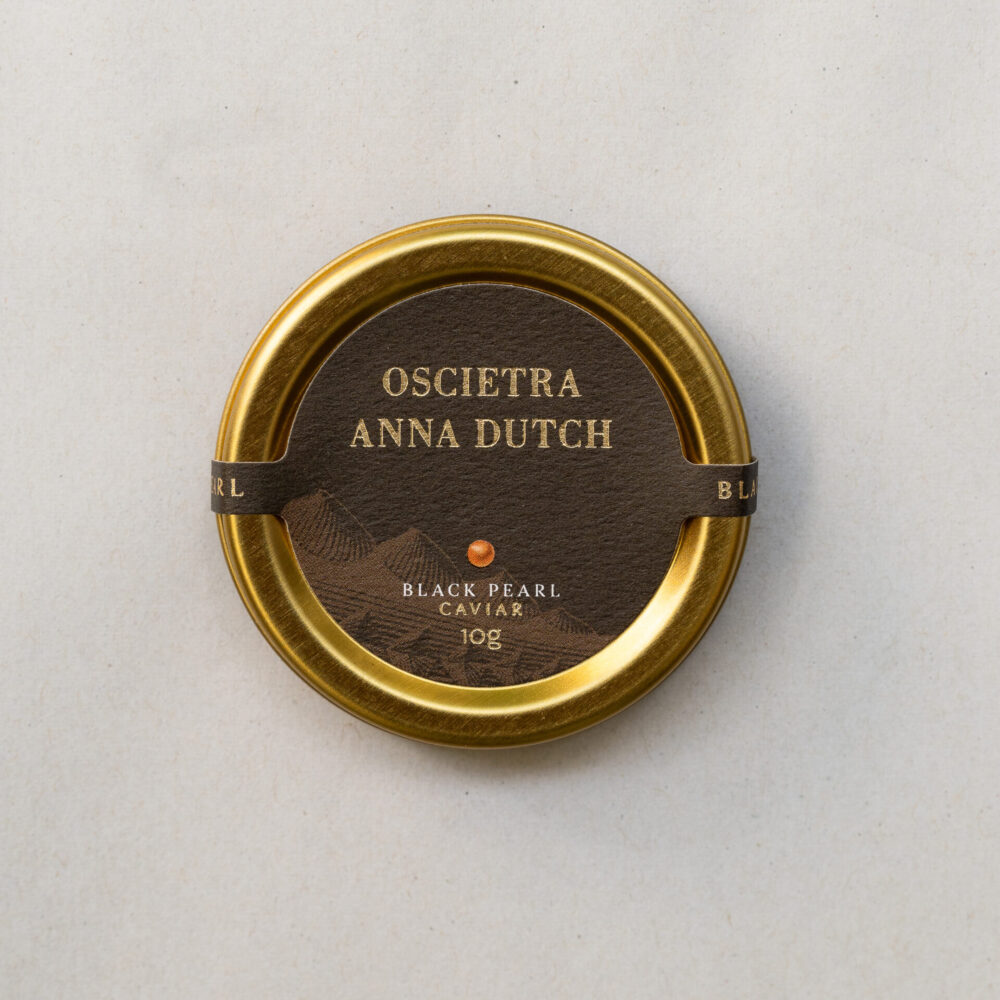 OSCIETRA
ANNA DUTCH
BLACK PEARL
CAVIAR
10g